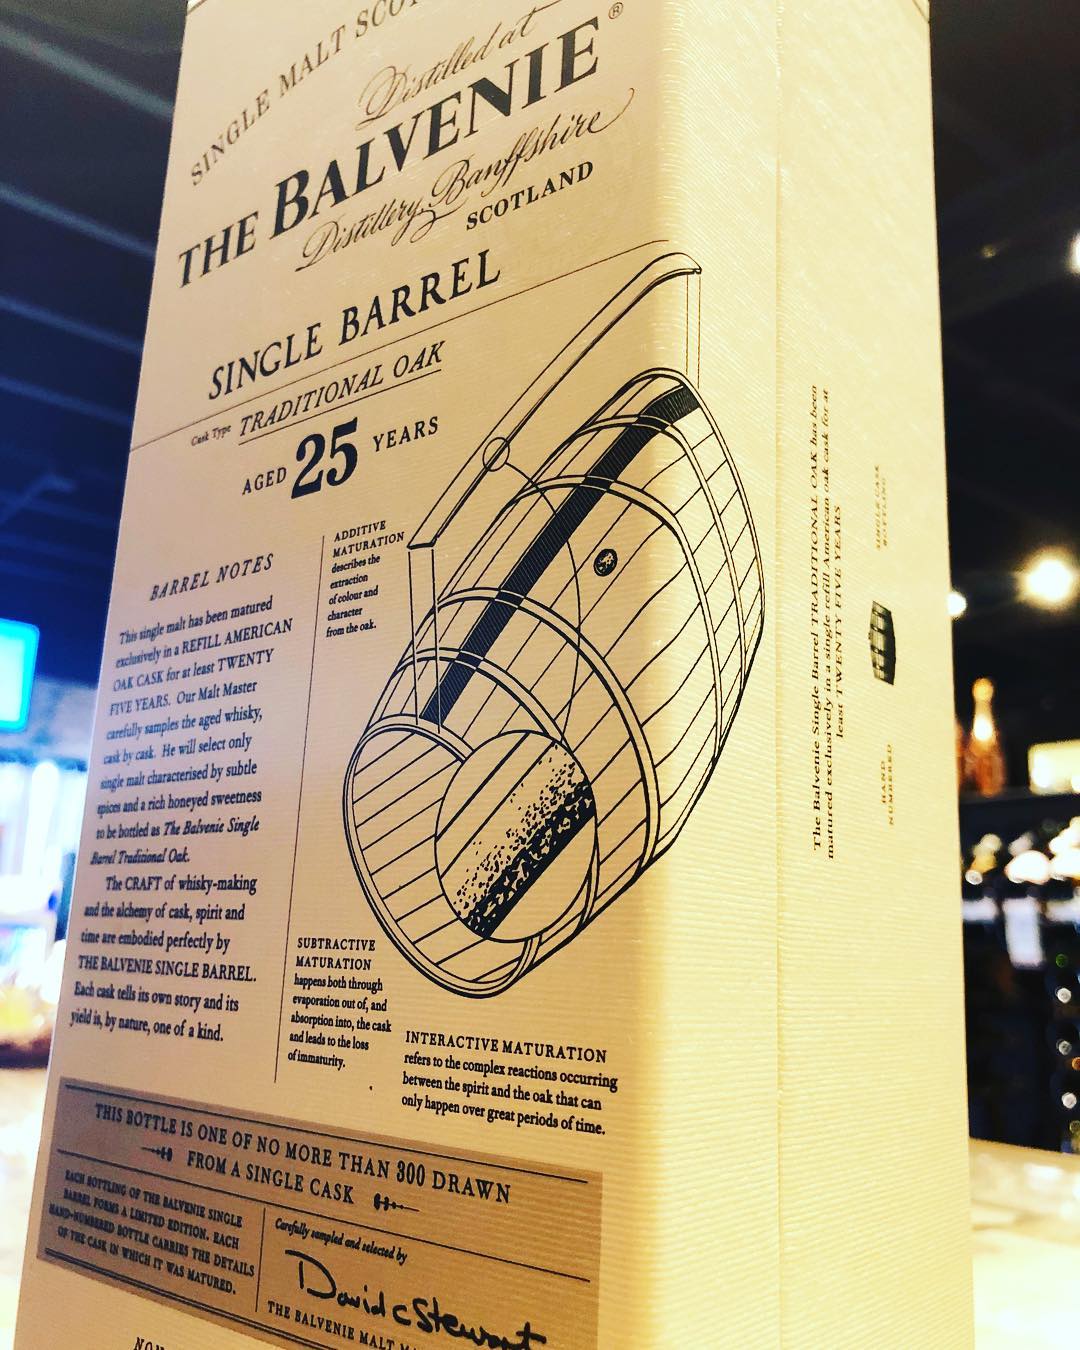 SINGLE MALT SCOT
Distilled at
THE BALVENIE®
Distillery, Banffshire
SCOTLAND
SINGLE BARREL
Cask Type TRADITIONAL OAK
AGED 25 YEARS
BARREL NOTES
This single malt has been matured
exclusively in a REFILL AMERICAN
OAK CASK for at least TWENTY
FIVE YEARS. Our Malt Master
carefully samples the aged whisky,
cask by cask. He will select only
single malt characterised by subtle
spices and a rich honeyed sweetness
to be bottled as The Balvenie Single
Barrel Traditional Oak.
The CRAFT of whisky-making
and the alchemy of cask, spirit and
time are embodied perfectly by
THE BALVENIE SINGLE BARREL.
Each cask tells its own story and its
yield is, by nature, one of a kind.
ADDITIVE
MATURATION
describes the
extraction
of colour and
character
from the oak.
SUBTRACTIVE
MATURATION
happens both through
evaporation out of, and
absorption into, the cask
and leads to the loss
of immaturity.
INTERACTIVE MATURATION
refers to the complex reactions occurring
between the spirit and the oak that can
only happen over great periods of time.
THIS BOTTLE IS ONE OF NO MORE THAN 300 DRAWN
FROM A SINGLE CASK
EACH BOTTLING OF THE BALVENIE SINGLE
BARREL FORMS A LIMITED EDITION. EACH
HAND-NUMBERED BOTTLE CARRIES THE DETAILS
OF THE CASK IN WHICH IT WAS MATURED.
Carefully sampled and selected by
David C Stewart
THE BALVENIE MALT MA
NON
The Balvenie Single Barrel TRADITIONAL OAK has been
matured exclusively in a single refill American oak cask for at
least TWENTY FIVE YEARS
SINGLE CASK
BOTTLING
HAND
NUMBERED